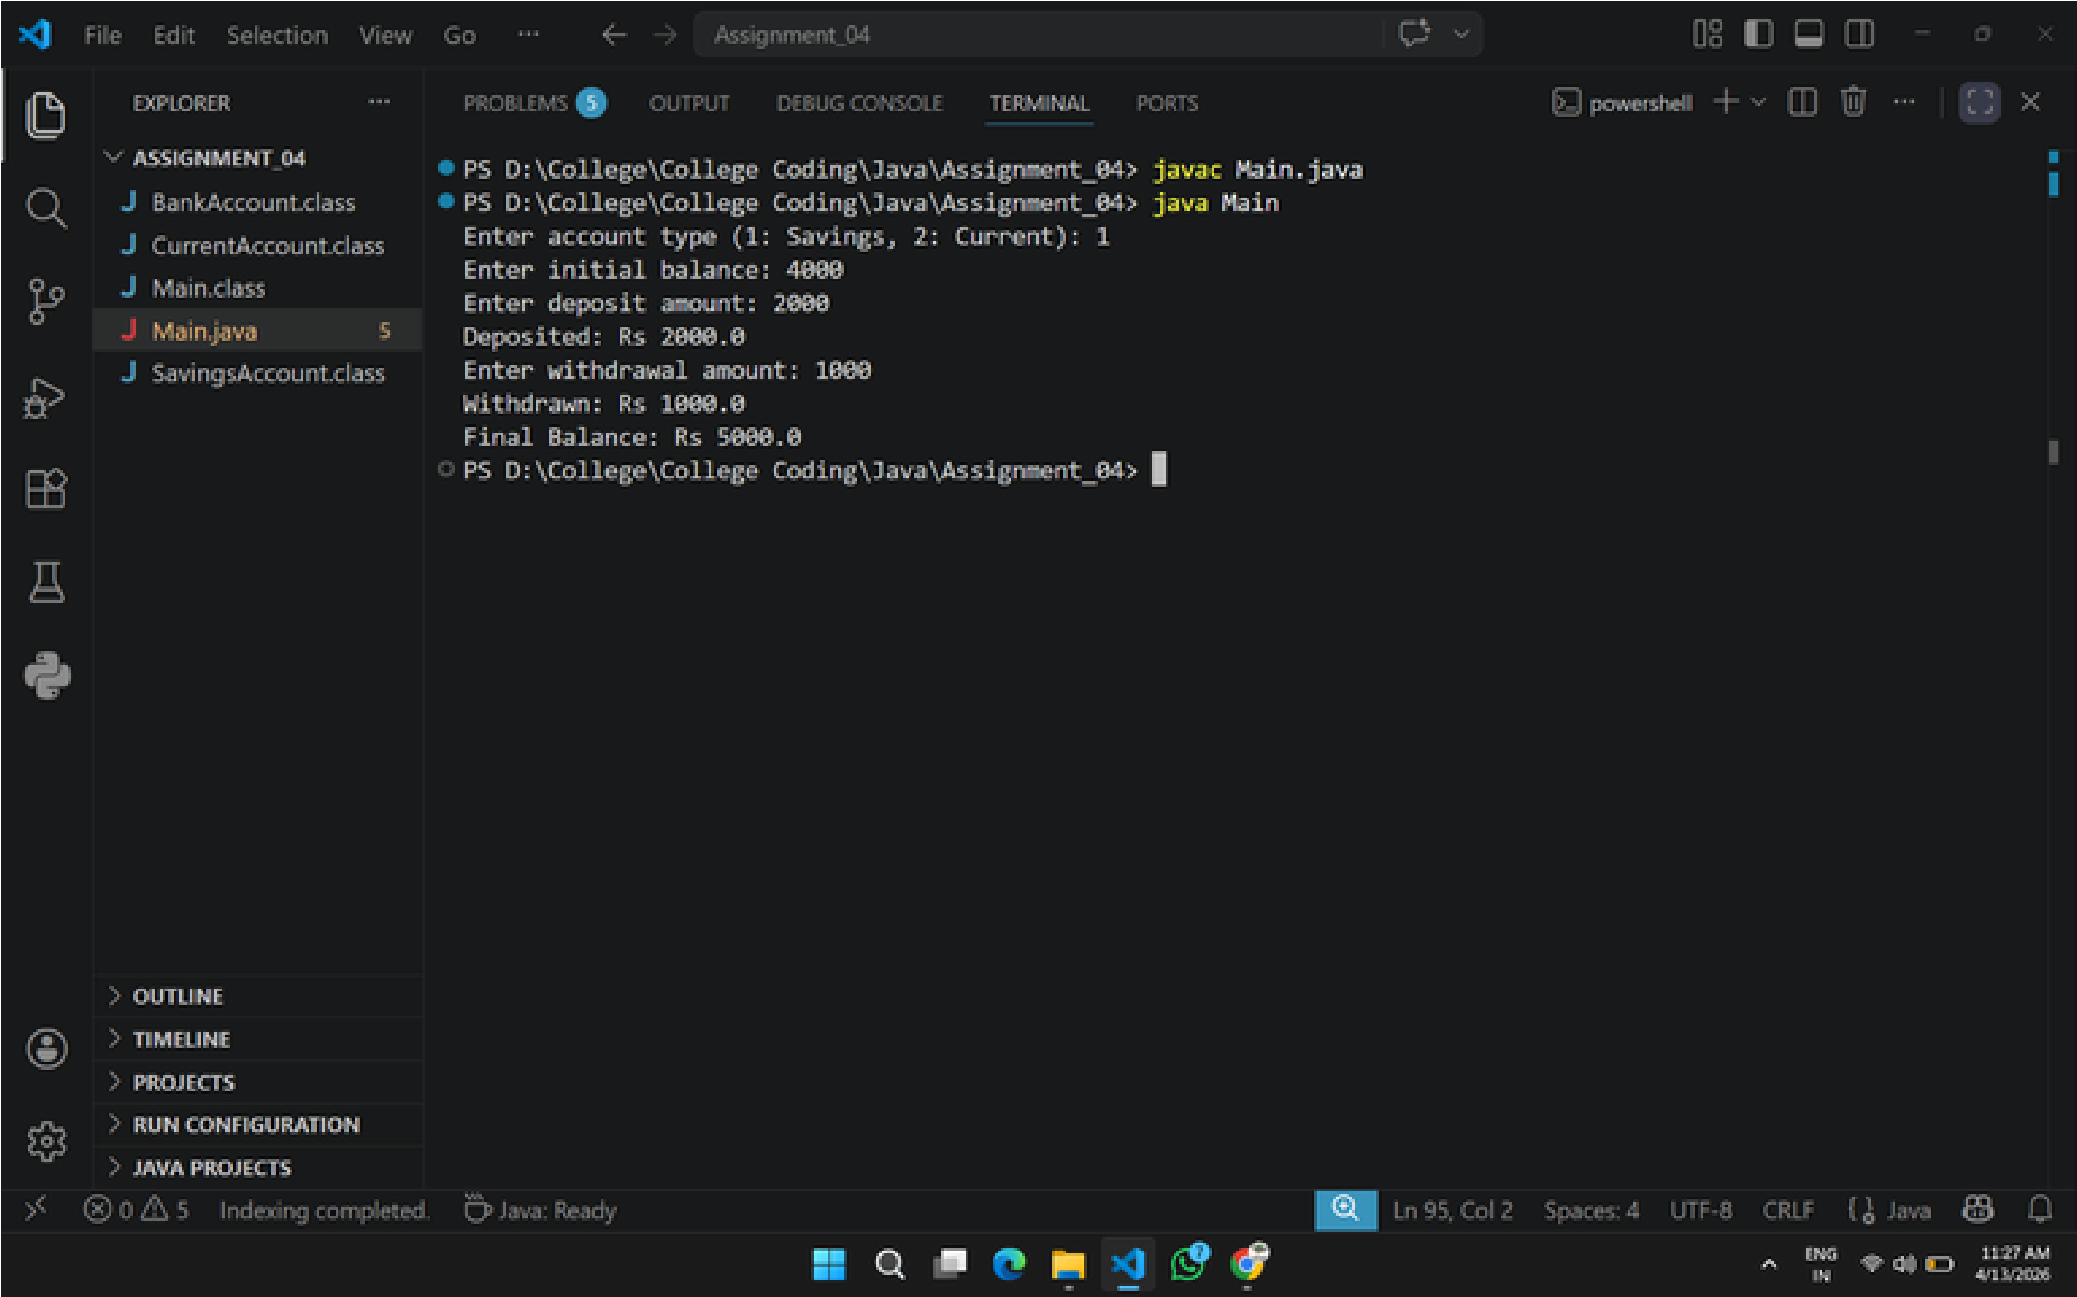 File Edit Selection View Go ··· Assignment_04
EXPLORER ···
PROBLEMS 5 OUTPUT DEBUG CONSOLE TERMINAL PORTS
powershell
ASSIGNMENT_04
J BankAccount.class
J CurrentAccount.class
J Main.class
J Main.java 5
J SavingsAccount.class
PS D:\College\College Coding\Java\Assignment_04> javac Main.java
PS D:\College\College Coding\Java\Assignment_04> java Main
Enter account type (1: Savings, 2: Current): 1
Enter initial balance: 4000
Enter deposit amount: 2000
Deposited: Rs 2000.0
Enter withdrawal amount: 1000
Withdrawn: Rs 1000.0
Final Balance: Rs 5000.0
PS D:\College\College Coding\Java\Assignment_04>
OUTLINE
TIMELINE
PROJECTS
RUN CONFIGURATION
JAVA PROJECTS
0 5 Indexing completed. Java: Ready
Ln 95, Col 2 Spaces: 4 UTF-8 CRLF Java
7
ENG
IN
11:27 AM
4/13/2026